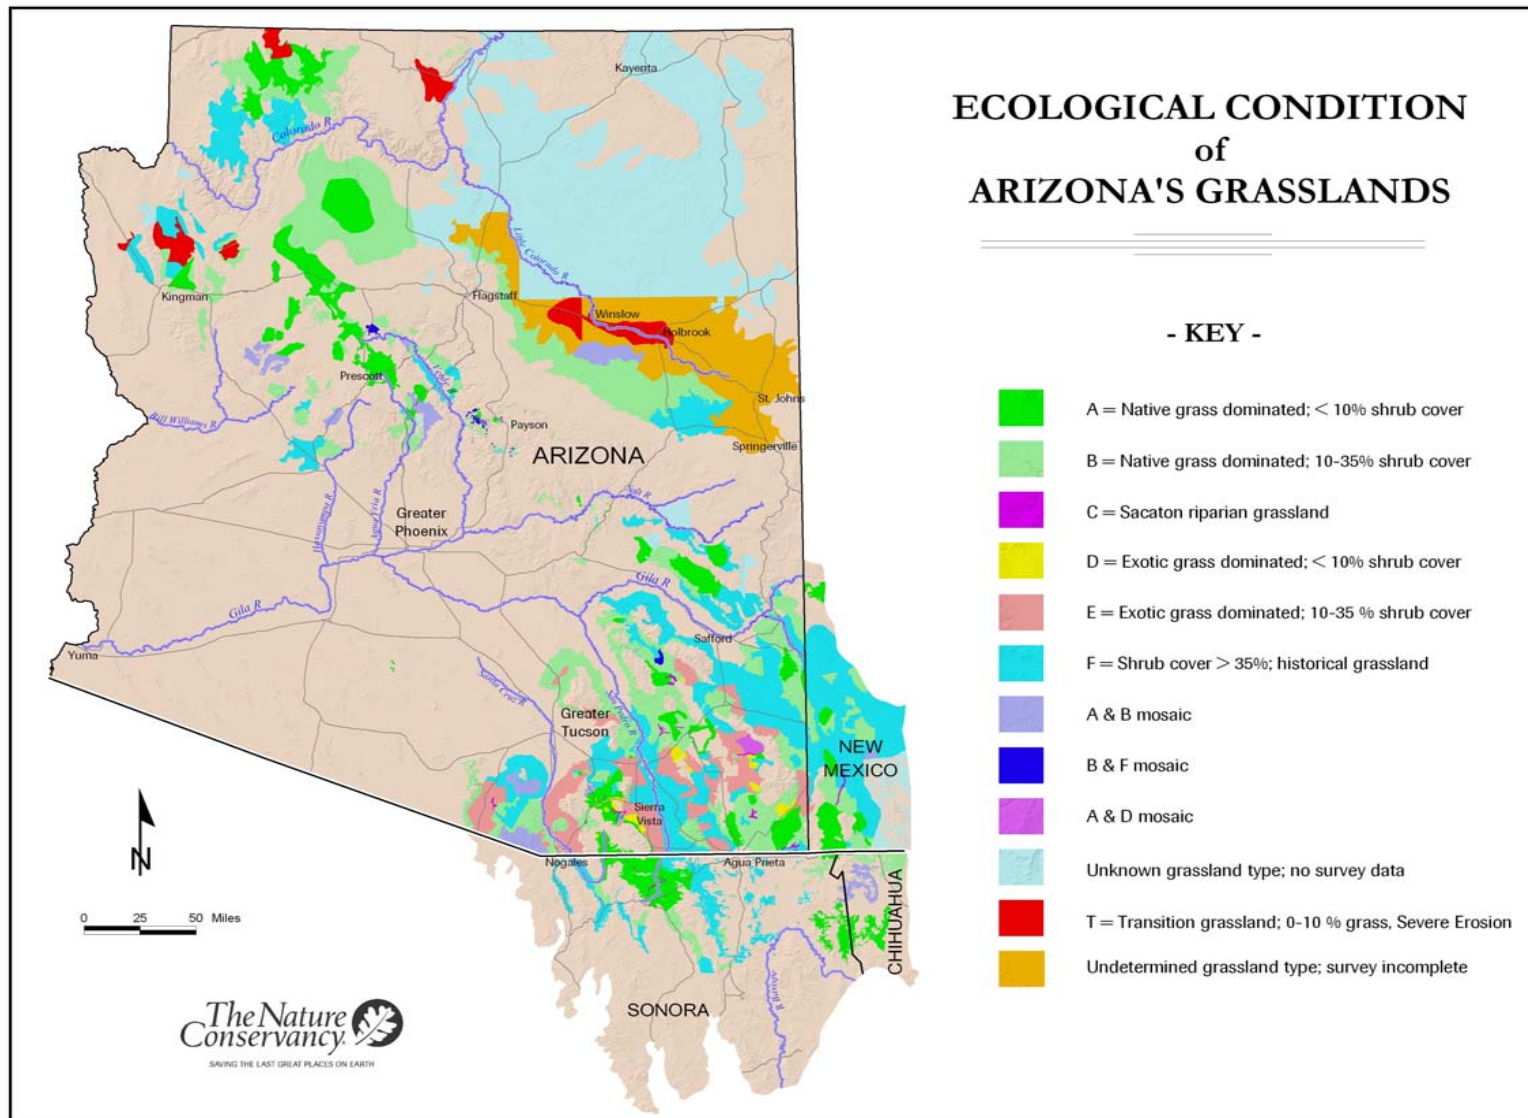 ECOLOGICAL CONDITION
of
ARIZONA'S GRASSLANDS
- KEY -
A = Native grass dominated; < 10% shrub cover
B = Native grass dominated; 10-35% shrub cover
C = Sacaton riparian grassland
D = Exotic grass dominated; < 10% shrub cover
E = Exotic grass dominated; 10-35 % shrub cover
F = Shrub cover > 35%; historical grassland
A & B mosaic
B & F mosaic
A & D mosaic
Unknown grassland type; no survey data
T = Transition grassland; 0-10 % grass, Severe Erosion
Undetermined grassland type; survey incomplete
Kayenta
Colorado R
Little Colorado R
Kingman
Flagstaff
Winslow
Holbrook
Prescott
Verde R
St. Johns
Bill Williams R
Payson
Springerville
ARIZONA
Salt R
Greater
Phoenix
Hassayampa R
Agua Fria R
Gila R
Gila R
Safford
Yuma
Santa Cruz R
San Pedro R
Greater
Tucson
NEW
MEXICO
Sierra
Vista
Nogales
Agua Prieta
CHIHUAHUA
SONORA
Bavispe R
N
0 25 50 Miles
The Nature
Conservancy
SAVING THE LAST GREAT PLACES ON EARTH